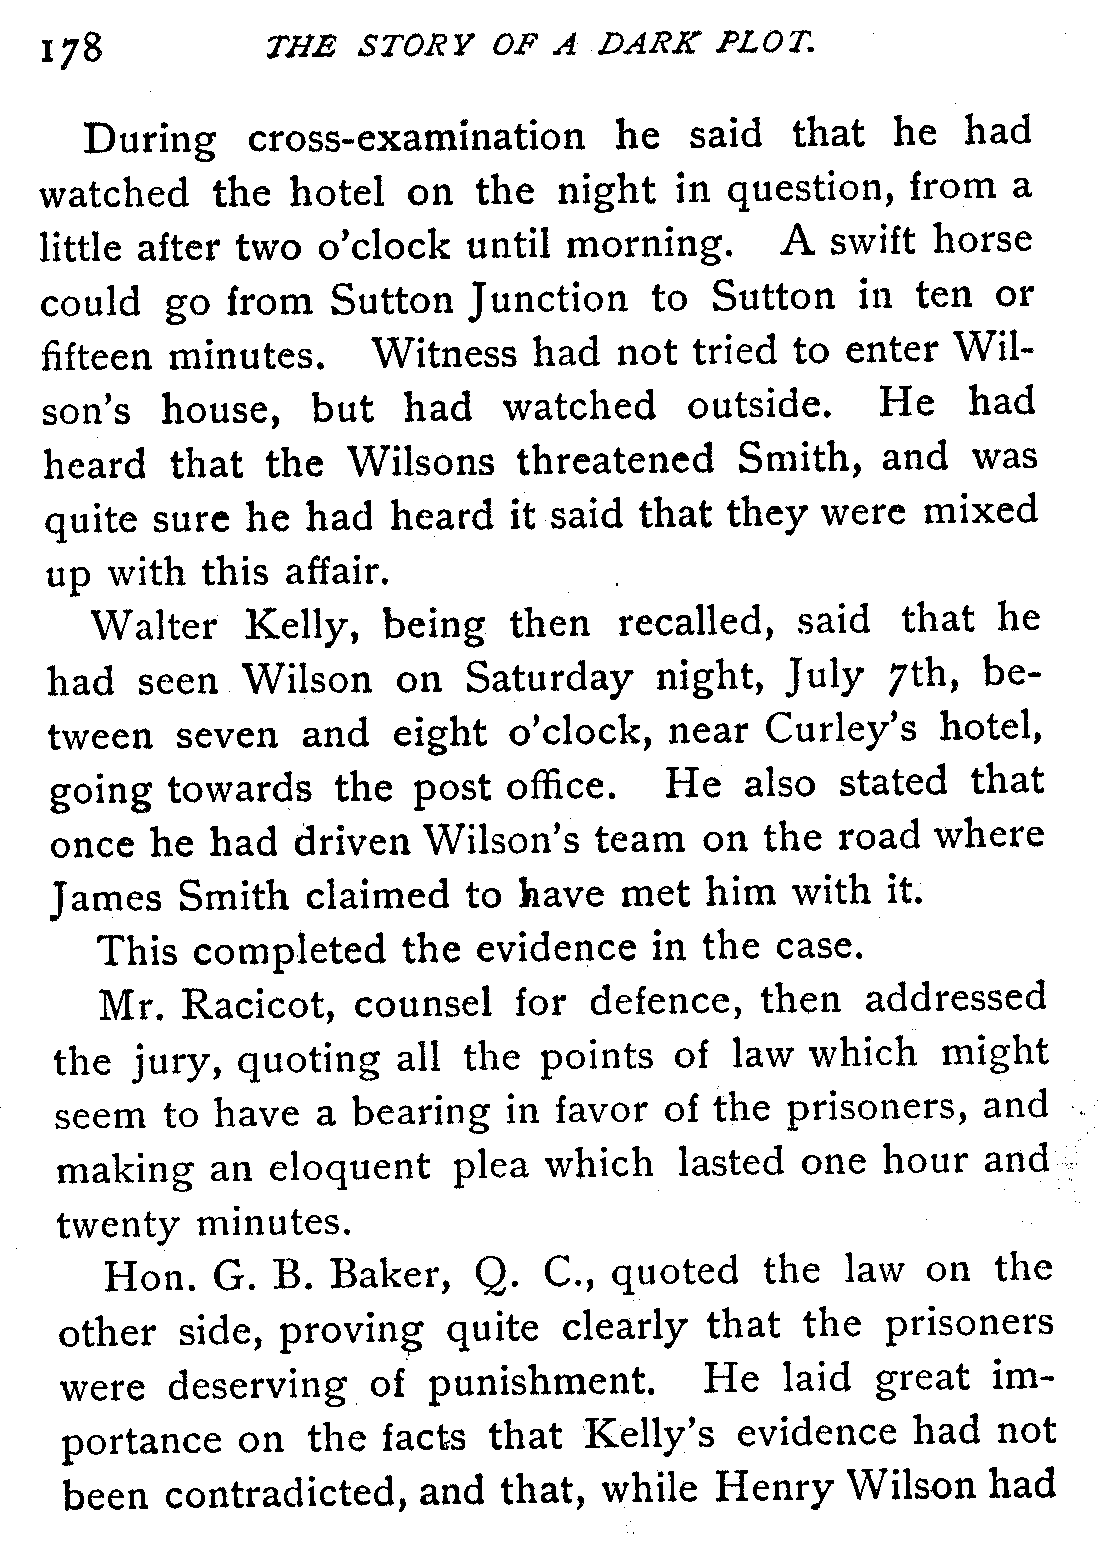 178 THE STORY OF A DARK PLOT.
During cross-examination he said that he had
watched the hotel on the night in question, from a
little after two o'clock until morning. A swift horse
could go from Sutton Junction to Sutton in ten or
fifteen minutes. Witness had not tried to enter Wil-
son's house, but had watched outside. He had
heard that the Wilsons threatened Smith, and was
quite sure he had heard it said that they were mixed
up with this affair.
Walter Kelly, being then recalled, said that he
had seen Wilson on Saturday night, July 7th, be-
tween seven and eight o'clock, near Curley's hotel,
going towards the post office. He also stated that
once he had driven Wilson's team on the road where
James Smith claimed to have met him with it.
This completed the evidence in the case.
Mr. Racicot, counsel for defence, then addressed
the jury, quoting all the points of law which might
seem to have a bearing in favor of the prisoners, and
making an eloquent plea which lasted one hour and
twenty minutes.
Hon. G. B. Baker, Q. C., quoted the law on the
other side, proving quite clearly that the prisoners
were deserving of punishment. He laid great im-
portance on the facts that Kelly's evidence had not
been contradicted, and that, while Henry Wilson had